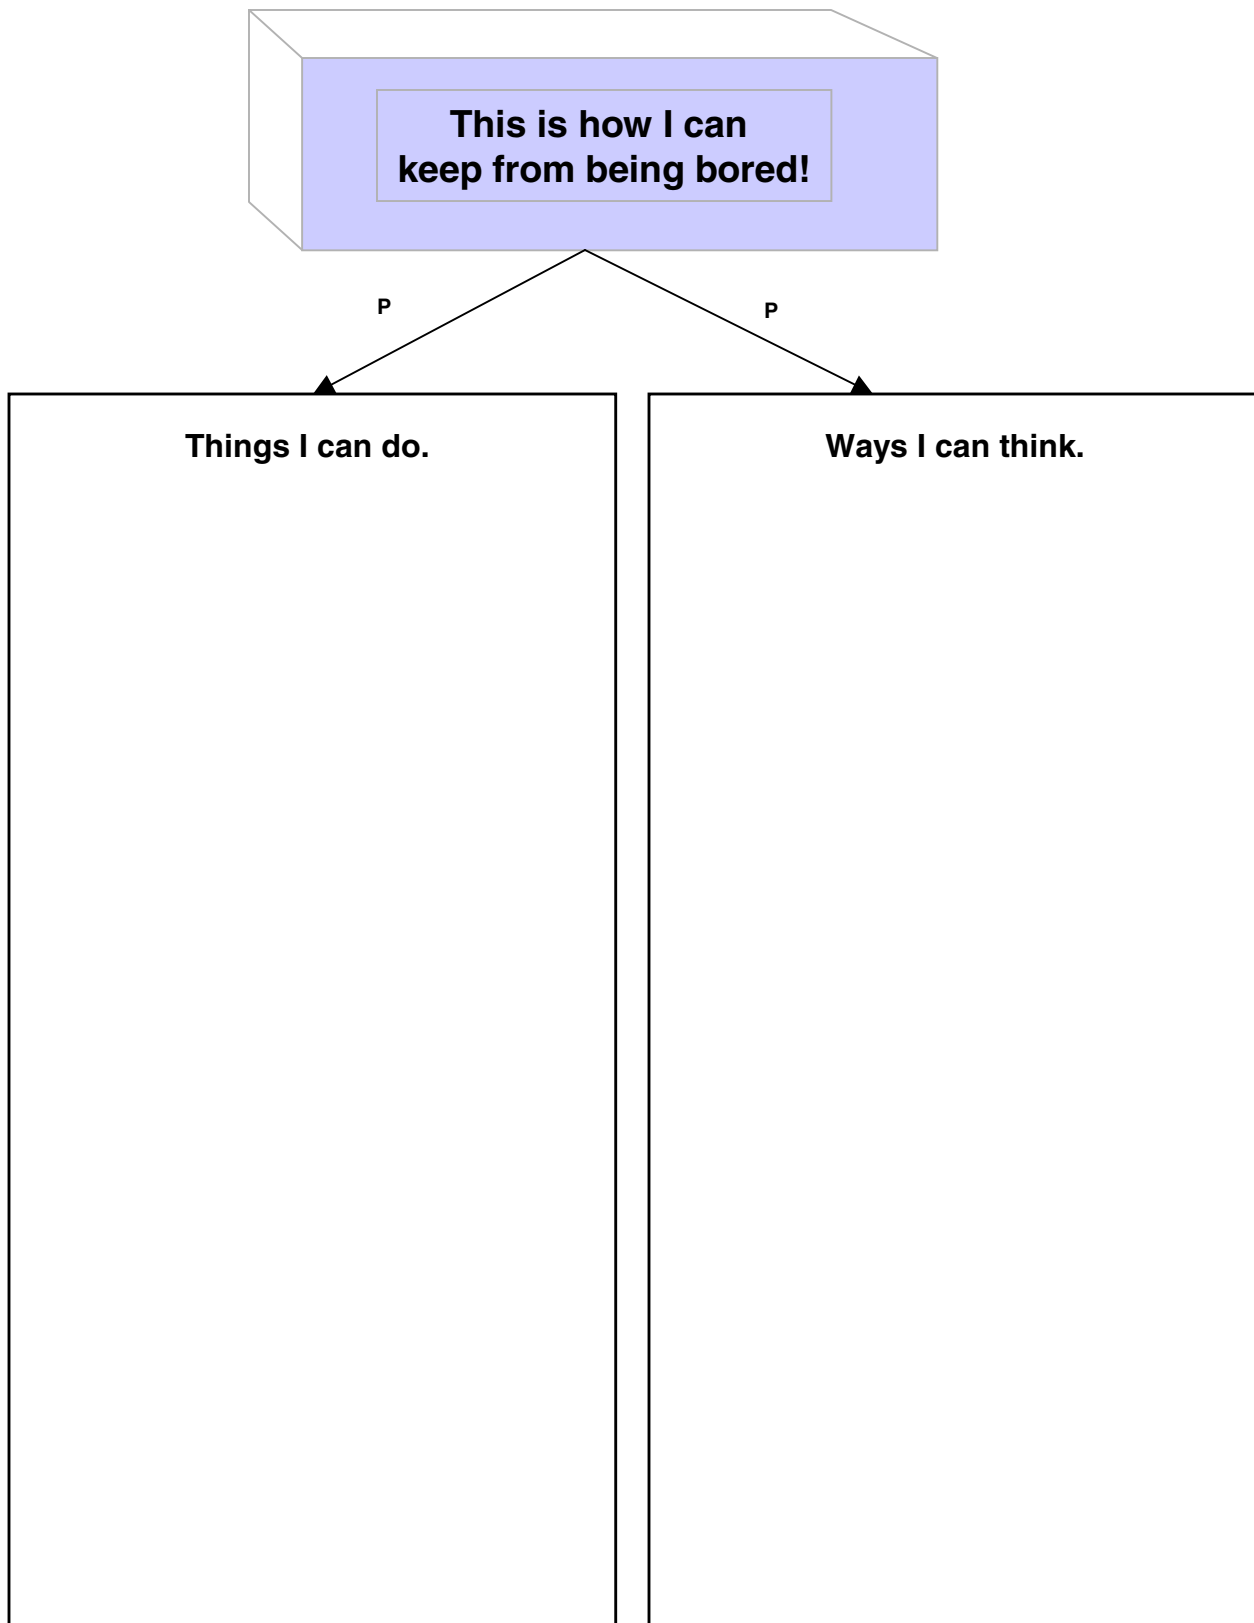 This is how I can
keep from being bored!
P
P
Things I can do.
Ways I can think.